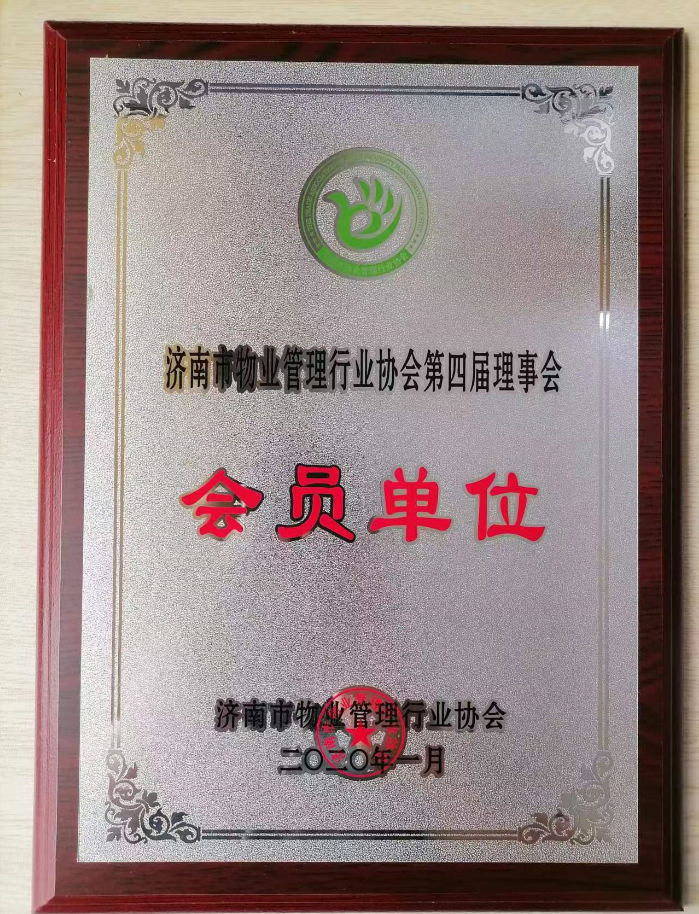 济南市物业管理行业协会第四届理事会
会员单位
济南市物业管理行业协会
二〇二〇年一月